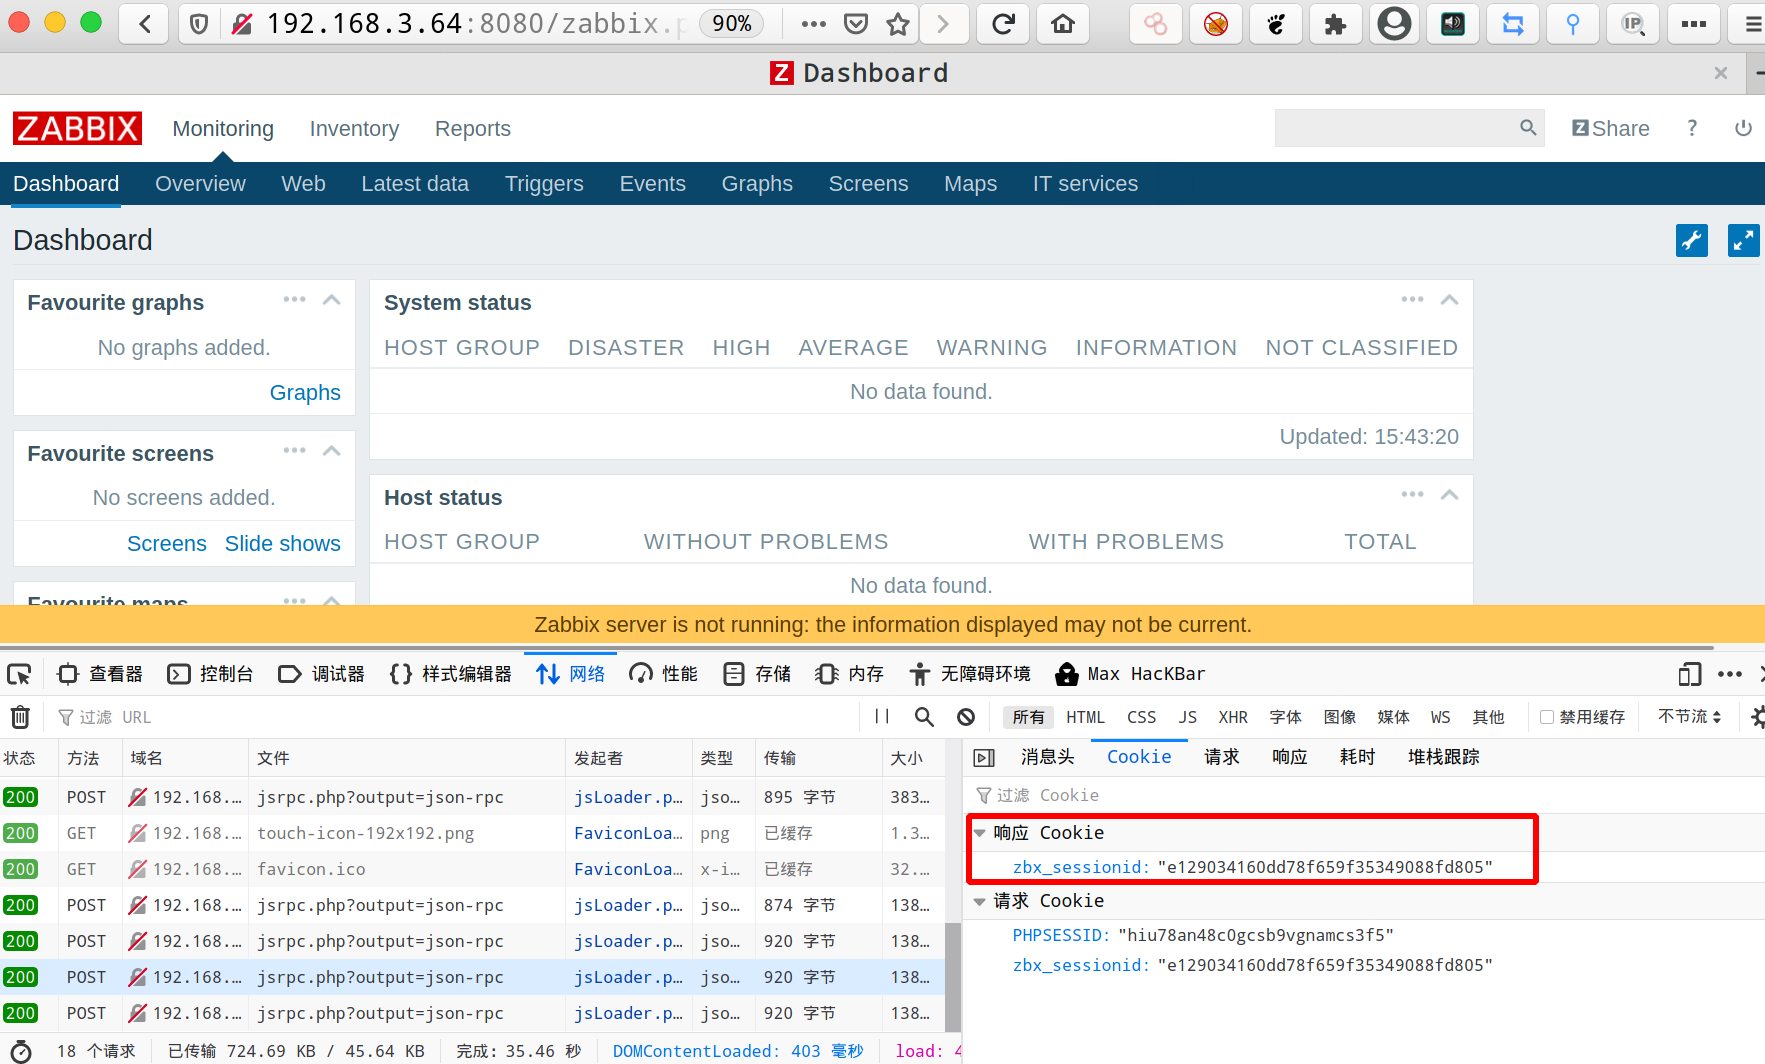 192.168.3.64:8080/zabbix.p 90%
Z Dashboard
ZABBIX Monitoring Inventory Reports Z Share ?
Dashboard Overview Web Latest data Triggers Events Graphs Screens Maps IT services
Dashboard
Favourite graphs
No graphs added.
Graphs
Favourite screens
No screens added.
Screens Slide shows
Favourite maps
System status
HOST GROUP DISASTER HIGH AVERAGE WARNING INFORMATION NOT CLASSIFIED
No data found.
Updated: 15:43:20
Host status
HOST GROUP WITHOUT PROBLEMS WITH PROBLEMS TOTAL
No data found.
Zabbix server is not running: the information displayed may not be current.
查看器 控制台 调试器 样式编辑器 网络 性能 存储 内存 无障碍环境 Max HacKBar
过滤 URL 所有 HTML CSS JS XHR 字体 图像 媒体 WS 其他 禁用缓存 不节流
状态 方法 域名 文件 发起者 类型 传输 大小
200 POST 192.168.… jsrpc.php?output=json-rpc jsLoader.p… jso… 895 字节 383…
200 GET 192.168.… touch-icon-192x192.png FaviconLoa… png 已缓存 1.3…
200 GET 192.168.… favicon.ico FaviconLoa… x-i… 已缓存 32.…
200 POST 192.168.… jsrpc.php?output=json-rpc jsLoader.p… jso… 874 字节 138…
200 POST 192.168.… jsrpc.php?output=json-rpc jsLoader.p… jso… 920 字节 138…
200 POST 192.168.… jsrpc.php?output=json-rpc jsLoader.p… jso… 920 字节 138…
200 POST 192.168.… jsrpc.php?output=json-rpc jsLoader.p… jso… 920 字节 138…
18 个请求 已传输 724.69 KB / 45.64 KB 完成: 35.46 秒 DOMContentLoaded: 403 毫秒 load: 4
消息头 Cookie 请求 响应 耗时 堆栈跟踪
过滤 Cookie
响应 Cookie
zbx_sessionid: "e129034160dd78f659f35349088fd805"
请求 Cookie
PHPSESSID: "hiu78an48c0gcsb9vgnamcs3f5"
zbx_sessionid: "e129034160dd78f659f35349088fd805"